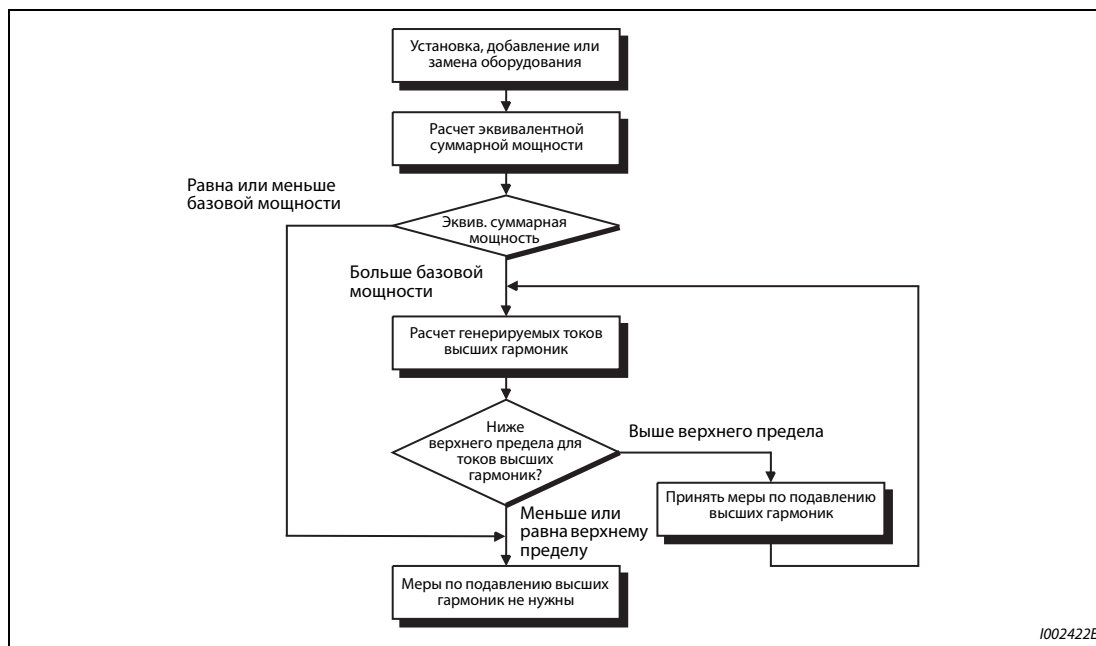 Установка, добавление или
замена оборудования
Расчет эквивалентной
суммарной мощности
Равна или меньше
базовой мощности
Эквив. суммарная
мощность
Больше базовой
мощности
Расчет генерируемых токов
высших гармоник
Ниже
верхнего предела для
токов высших
гармоник?
Выше верхнего предела
Принять меры по подавлению
высших гармоник
Меньше или
равна верхнему
пределу
Меры по подавлению высших
гармоник не нужны
I002422E